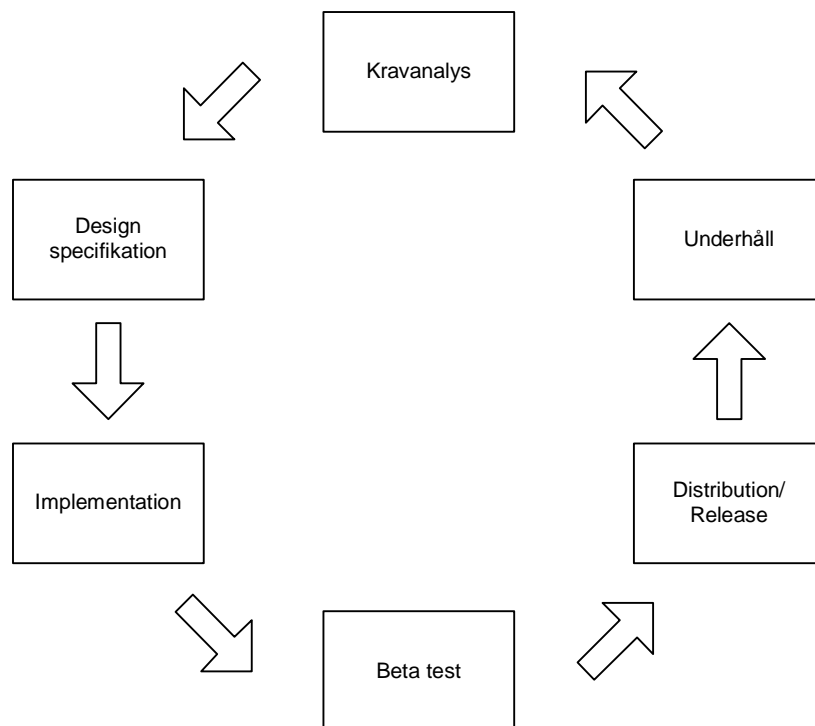 Kravanalys
Design
specifikation
Underhåll
Implementation
Distribution/
Release
Beta test